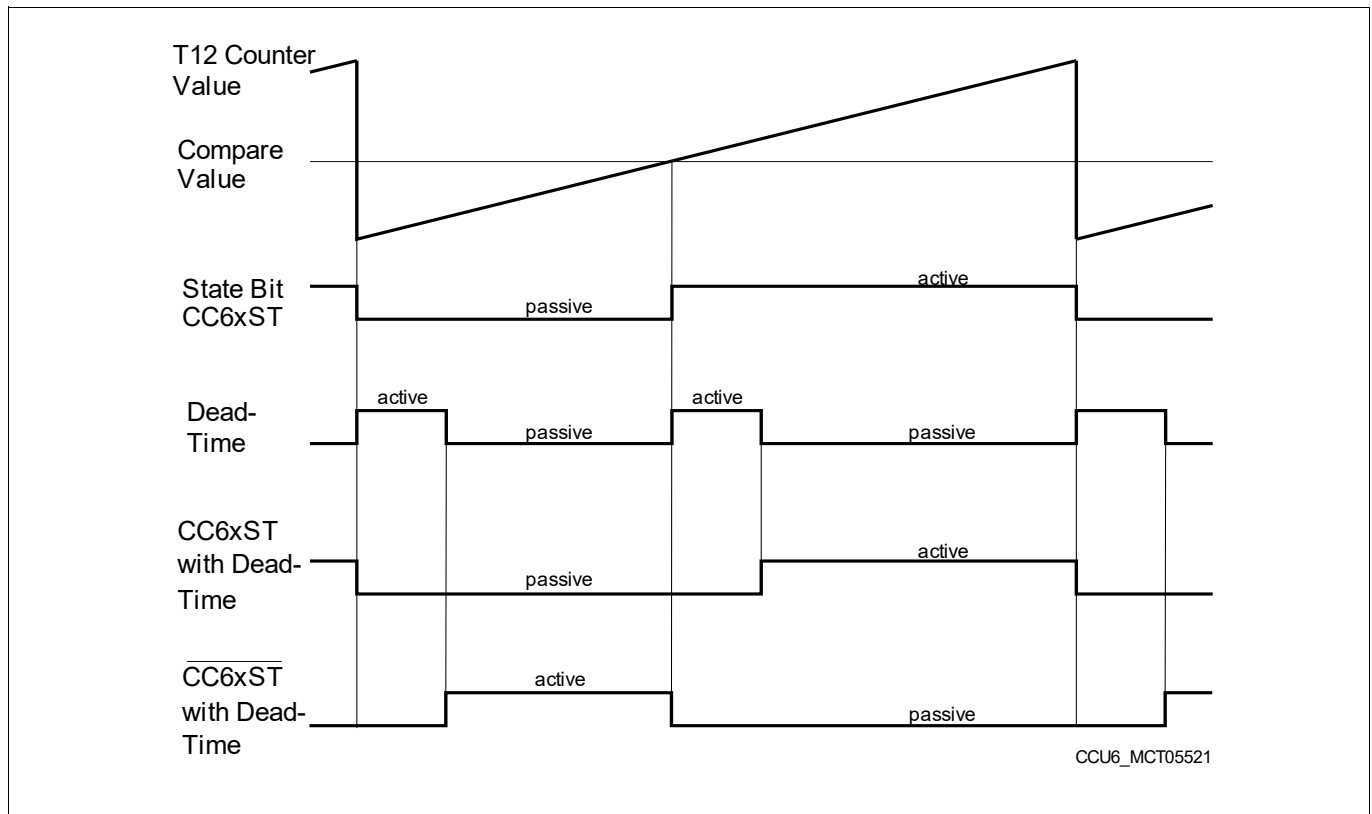 T12 Counter
Value
Compare
Value
State Bit
CC6xST
active
passive
Dead-
Time
active
active
passive
passive
CC6xST
with Dead-
Time
active
passive
CC6xST
with Dead-
Time
active
passive
CCU6_MCT05521